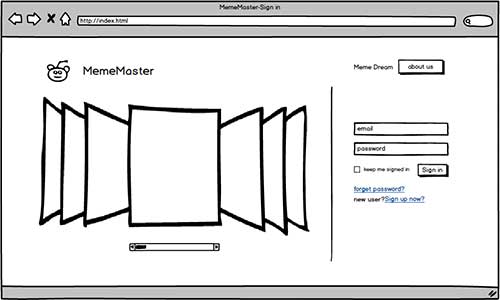 MemeMaster-Sign in
http://index.html
MemeMaster
Meme Dream
about us
email
password
keep me signed in
Sign in
forget password?
new user?Sign up now?